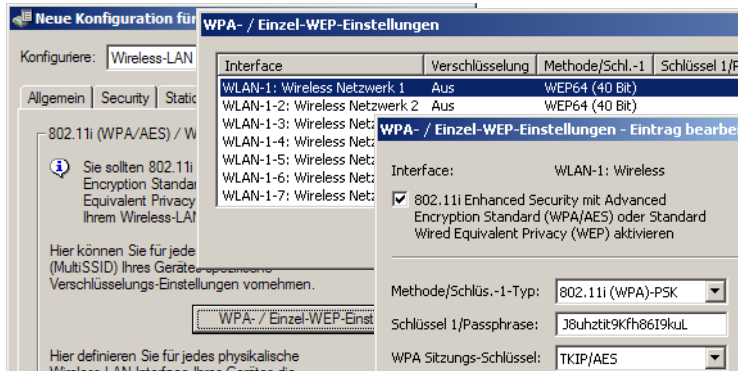 Neue Konfiguration für
Konfiguriere: Wireless-LAN
Allgemein Security
802.11i (WPA/AES) /
Sie sollten 802.11i
Encryption
Equivalent Privacy
Ihrem
Hier können Sie für jede
(MultiSSID) Ihres Gerätes spezifische
Verschlüsselungs-Einstellungen vornehmen.
WPA- / Einzel-WEP-Einst
Hier definieren Sie für jedes physikalische
Wireless-LAN-Interface Ihres Gerätes die
WPA- / Einzel-WEP-Einstellungen
Interface Verschlüsselung Methode/Schl.-1 Schlüssel 1/P
WLAN-1: Wireless Netzwerk 1 Aus WEP64 (40 Bit)
WLAN-1-2: Wireless Netzwerk 2 Aus WEP64 (40 Bit)
WLAN-1-3: Wireless Netz
WLAN-1-4: Wireless Netz
WLAN-1-5: Wireless Netz
WLAN-1-6: Wireless Netz
WLAN-1-7: Wireless Netz
WPA- / Einzel-WEP-Einstellungen - Eintrag bearbe
Interface: WLAN-1: Wireless
802.11i Enhanced Security mit Advanced
Encryption Standard (WPA/AES) oder Standard
Wired Equivalent Privacy (WEP) aktivieren
Methode/Schlüs.-1-Typ: 802.11i (WPA)-PSK
Schlüssel 1/Passphrase: J8uhztit9Kfh86I9kuL
WPA Sitzungs-Schlüssel: TKIP/AES